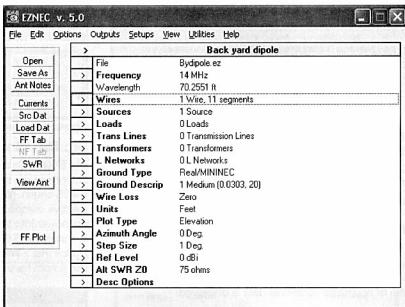 EZNEC v. 5.0
File Edit Options Outputs Setups View Utilities Help
> Back yard dipole
Open
Save As
Ant Notes
Currents
Src Dat
Load Dat
FF Tab
NF Tab
SWR
View Ant
FF Plot
File Bydipole.ez
> Frequency 14 MHz
Wavelength 70.2551 ft
> Wires 1 Wire, 11 segments
> Sources 1 Source
> Loads 0 Loads
> Trans Lines 0 Transmission Lines
> Transformers 0 Transformers
> L Networks 0 L Networks
> Ground Type Real/MININEC
> Ground Descrip 1 Medium (0.0303, 20)
> Wire Loss Zero
> Units Feet
> Plot Type Elevation
> Azimuth Angle 0 Deg.
> Step Size 1 Deg.
> Ref Level 0 dBi
> Alt SWR Z0 75 ohms
> Desc Options